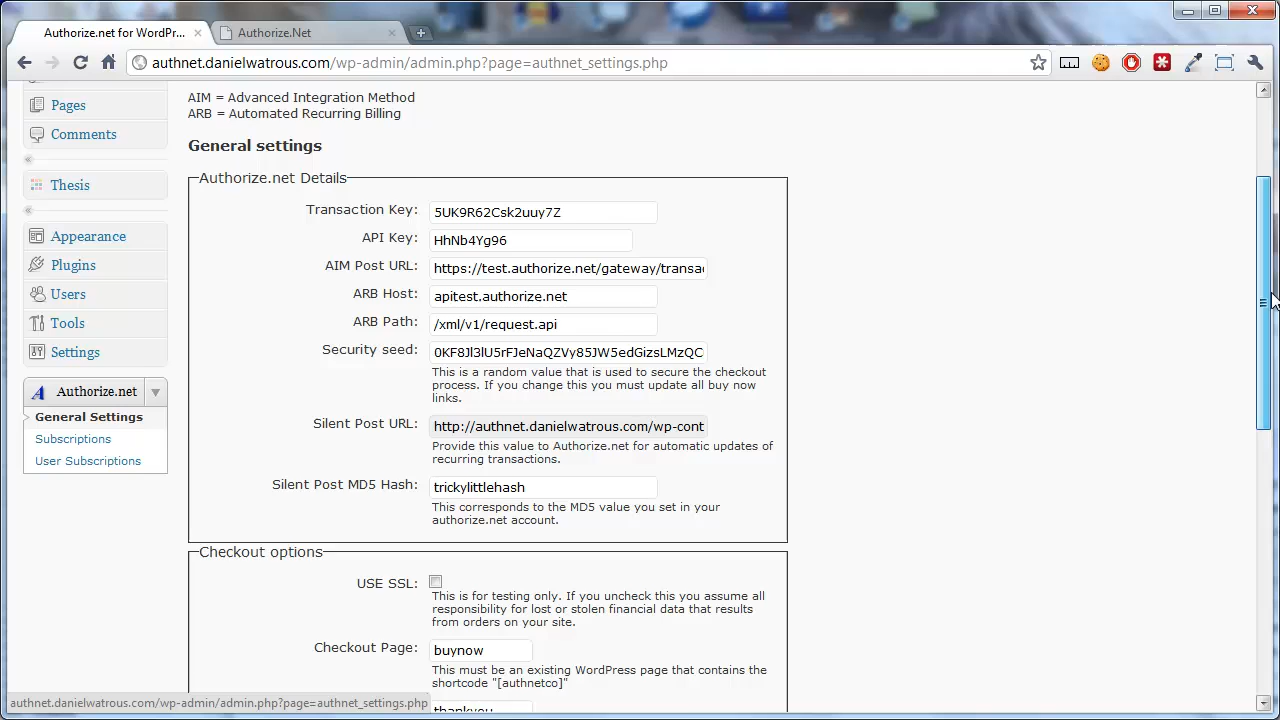 Authorize.net for WordPr...
Authorize.Net
authnet.danielwatrous.com/wp-admin/admin.php?page=authnet_settings.php
Pages
Comments
Thesis
Appearance
Plugins
Users
Tools
Settings
Authorize.net
General Settings
Subscriptions
User Subscriptions
AIM = Advanced Integration Method
ARB = Automated Recurring Billing
General settings
Authorize.net Details
Transaction Key: 5UK9R62Csk2uuy7Z
API Key: HhNb4Yg96
AIM Post URL: https://test.authorize.net/gateway/transac
ARB Host: apitest.authorize.net
ARB Path: /xml/v1/request.api
Security seed: 0KF8Jl3lU5rFJeNaQZVy85JW5edGizsLMzQC
This is a random value that is used to secure the checkout
process. If you change this you must update all buy now
links.
Silent Post URL: http://authnet.danielwatrous.com/wp-cont
Provide this value to Authorize.net for automatic updates of
recurring transactions.
Silent Post MD5 Hash: trickylittlehash
This corresponds to the MD5 value you set in your
authorize.net account.
Checkout options
USE SSL:
This is for testing only. If you uncheck this you assume all
responsibility for lost or stolen financial data that results
from orders on your site.
Checkout Page: buynow
This must be an existing WordPress page that contains the
shortcode "[authnetco]"
thankyou
authnet.danielwatrous.com/wp-admin/admin.php?page=authnet_settings.php